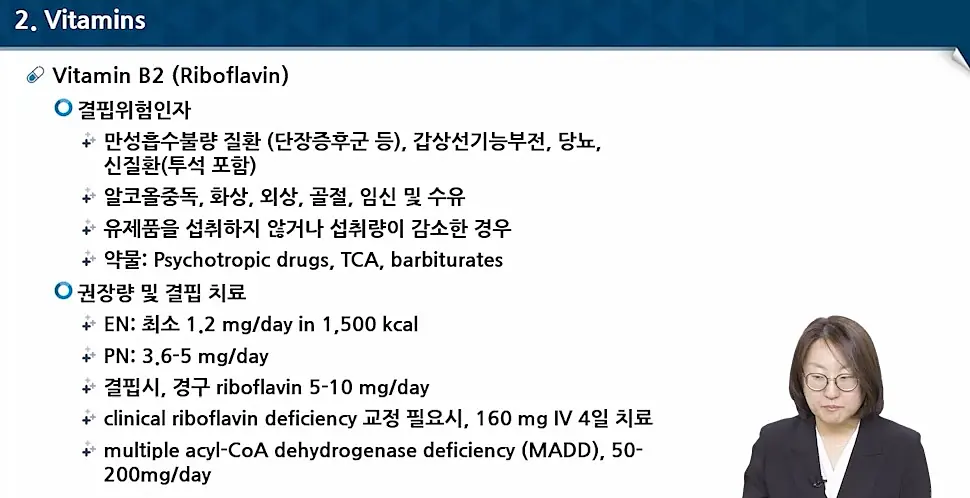 2. Vitamins
Vitamin B2 (Riboflavin)
결핍위험인자
만성흡수불량 질환 (단장증후군 등), 갑상선기능부전, 당뇨,
신질환(투석 포함)
알코올중독, 화상, 외상, 골절, 임신 및 수유
유제품을 섭취하지 않거나 섭취량이 감소한 경우
약물: Psychotropic drugs, TCA, barbiturates
권장량 및 결핍 치료
EN: 최소 1.2 mg/day in 1,500 kcal
PN: 3.6-5 mg/day
결핍시, 경구 riboflavin 5-10 mg/day
clinical riboflavin deficiency 교정 필요시, 160 mg IV 4일 치료
multiple acyl-CoA dehydrogenase deficiency (MADD), 50-
200mg/day